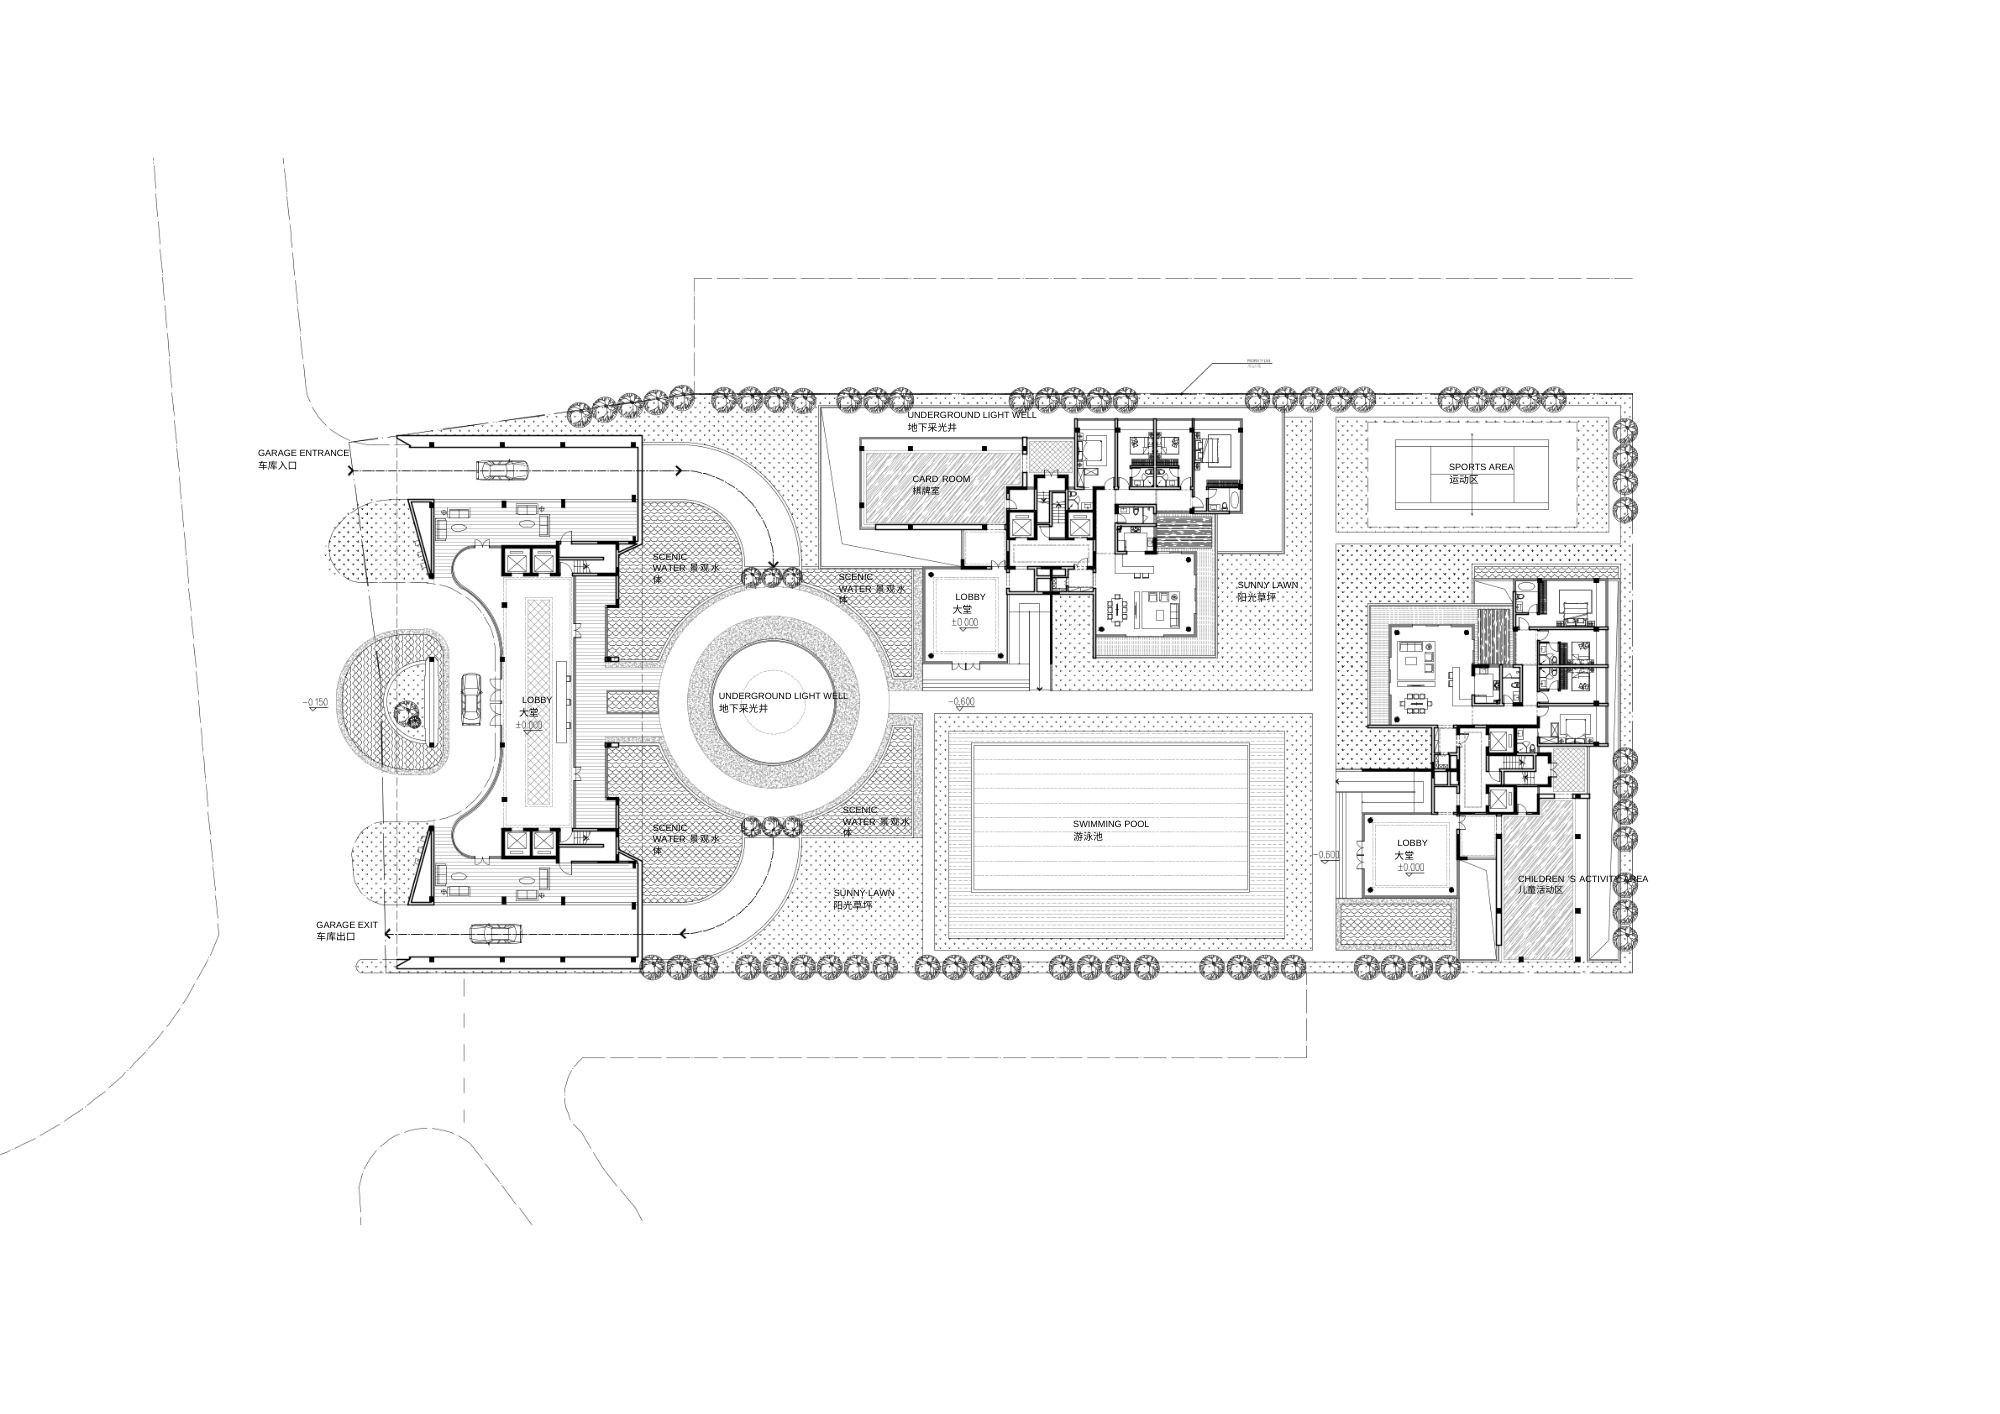 UNDERGROUND LIGHT WELL
地下采光井
GARAGE ENTRANCE
车库入口
SPORTS AREA
运动区
CARD ROOM
棋牌室
SCENIC
WATER 景观水
体
SCENIC
WATER 景观水
体
SUNNY LAWN
阳光草坪
LOBBY
大堂
±0.000
LOBBY
大堂
±0.000
UNDERGROUND LIGHT WELL
地下采光井
-0.150
-0.600
SCENIC
WATER 景观水
体
SCENIC
WATER 景观水
体
SWIMMING POOL
游泳池
LOBBY
大堂
±0.000
-0.600
CHILDREN 'S ACTIVITY AREA
儿童活动区
SUNNY LAWN
阳光草坪
GARAGE EXIT
车库出口